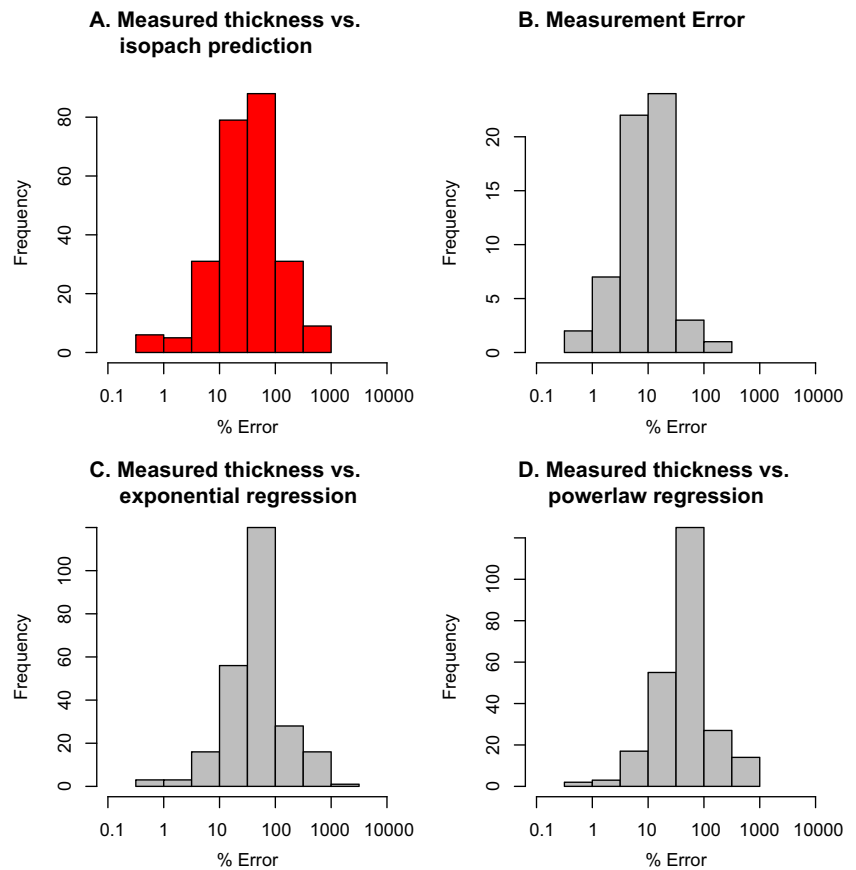 A. Measured thickness vs.
isopach prediction
Frequency
0 20 40 60 80
0.1 1 10 100 1000 10000
% Error
B. Measurement Error
Frequency
0 5 10 15 20
0.1 1 10 100 1000 10000
% Error
C. Measured thickness vs.
exponential regression
Frequency
0 20 40 60 80 100
0.1 1 10 100 1000 10000
% Error
D. Measured thickness vs.
powerlaw regression
Frequency
0 20 40 60 80 100
0.1 1 10 100 1000 10000
% Error